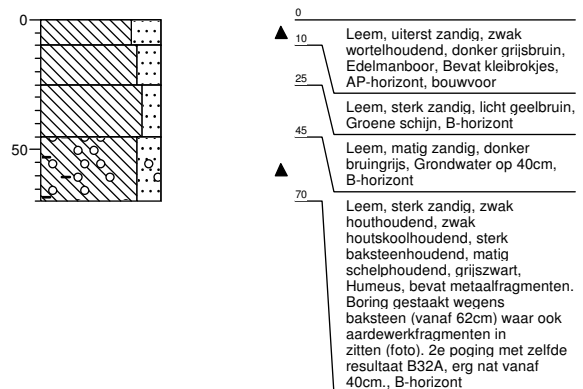 0
50
0
Leem, uiterst zandig, zwak
wortelhoudend, donker grijsbruin,
Edelmanboor, Bevat kleibrokjes,
AP-horizont, bouwvoor
10
Leem, sterk zandig, licht geelbruin,
Groene schijn, B-horizont
25
Leem, matig zandig, donker
bruingrijs, Grondwater op 40cm,
B-horizont
45
Leem, sterk zandig, zwak
houthoudend, zwak
houtskoolhoudend, sterk
baksteenhoudend, matig
schelphoudend, grijszwart,
Humeus, bevat metaalfragmenten.
Boring gestaakt wegens
baksteen (vanaf 62cm) waar ook
aardewerkfragmenten in
zitten (foto). 2e poging met zelfde
resultaat B32A, erg nat vanaf
40cm., B-horizont
70